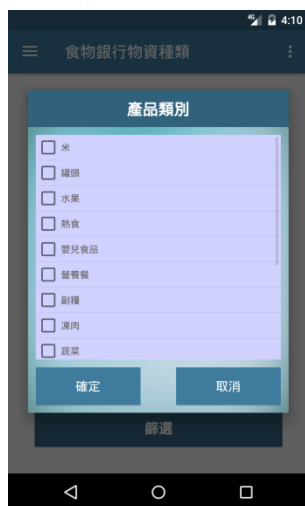 4G 4:10
食物銀行物資種類
產品類別
米
罐頭
水果
熱食
嬰兒食品
營養餐
副糧
凍肉
蔬菜
確定 取消
篩選